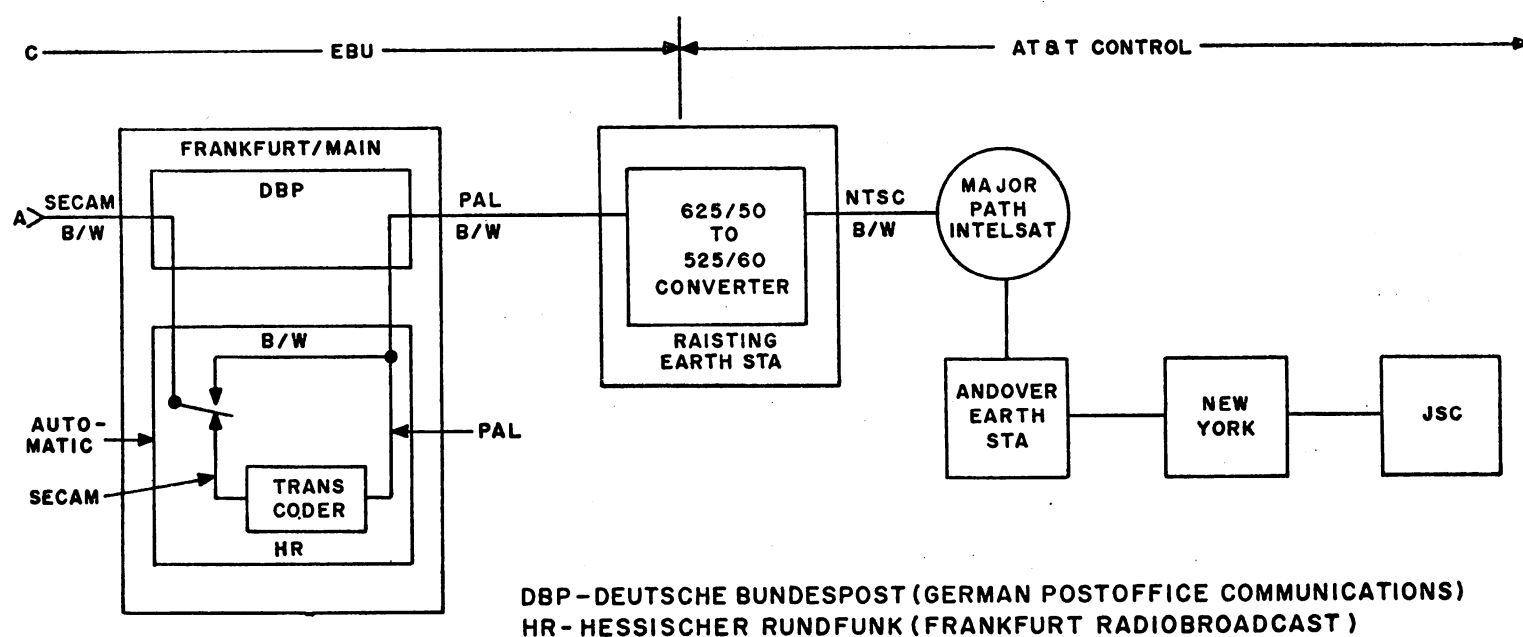 C EBU AT&T CONTROL
FRANKFURT/MAIN
DBP
A SECAM
B/W
PAL
B/W
625/50
TO
525/60
CONVERTER
RAISTING
EARTH STA
NTSC
B/W
MAJOR
PATH
INTELSAT
B/W
AUTO-
MATIC
SECAM
PAL
TRANS
CODER
HR
ANDOVER
EARTH
STA
NEW
YORK
JSC
DBP-DEUTSCHE BUNDESPOST (GERMAN POSTOFFICE COMMUNICATIONS)
HR-HESSISCHER RUNDFUNK (FRANKFURT RADIOBROADCAST)